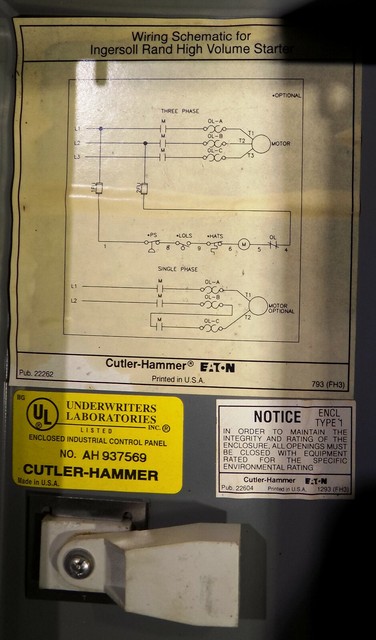 Wiring Schematic for
Ingersoll Rand High Volume Starter
*OPTIONAL
THREE PHASE
M
OL-A
L1
T1
M
OL-B
L2
T2
MOTOR
M
OL-C
L3
T3
*PS
*LOLS
*HATS
OL
1
8
9
6
M
5
4
SINGLE PHASE
L1
M
OL-A
T1
L2
M
OL-B
MOTOR
OPTIONAL
M
OL-C
T2
Cutler-Hammer® EATON
Pub. 22262
Printed in U.S.A.
793 (FH3)
BG
UL
UNDERWRITERS
LABORATORIES
INC.®
LISTED
ENCLOSED INDUSTRIAL CONTROL PANEL
NO. AH 937569
CUTLER-HAMMER
Made in U.S.A.
NOTICE ENCL
TYPE 1
IN ORDER TO MAINTAIN THE
INTEGRITY AND RATING OF THE
ENCLOSURE, ALL OPENINGS MUST
BE CLOSED WITH EQUIPMENT
RATED FOR THE SPECIFIC
ENVIRONMENTAL RATING
Cutler-Hammer EATON
Pub. 22604 Printed in U.S.A. 1293 (FH3)